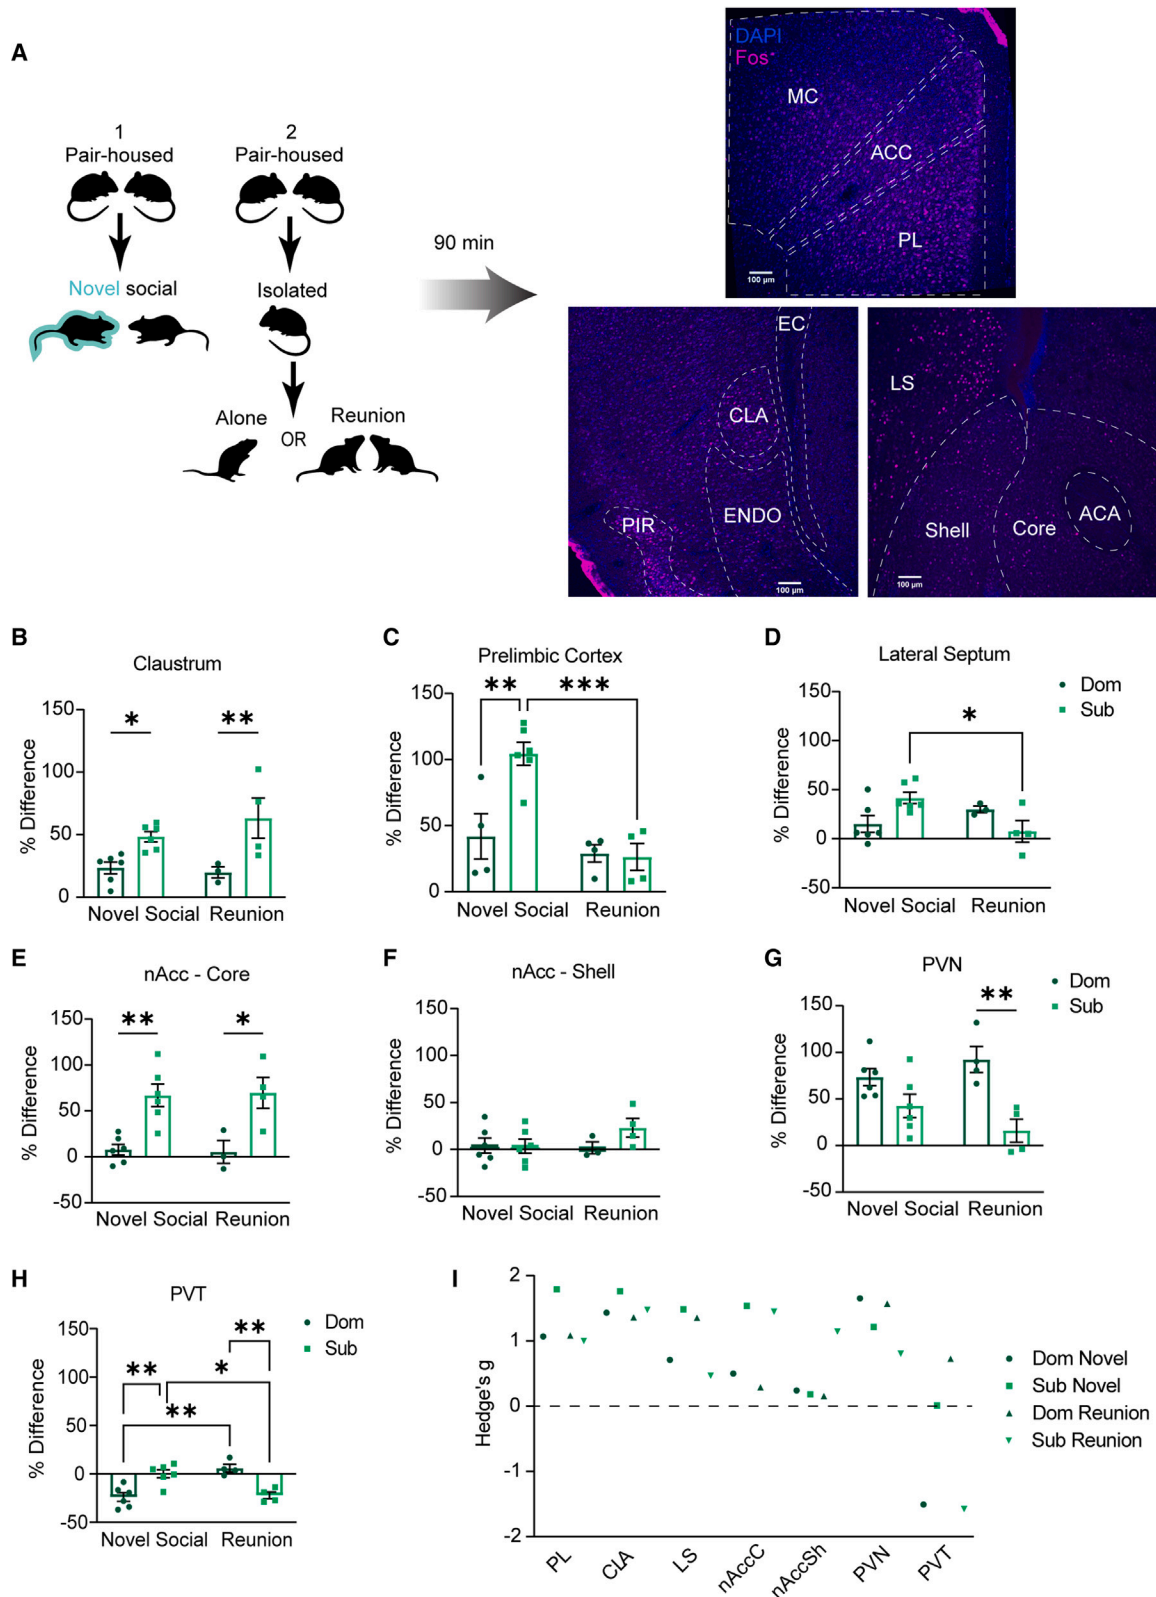 A
1
Pair-housed
2
Pair-housed
Novel social
Isolated
Alone
OR
Reunion
90 min
DAPI
Fos+
MC
ACC
PL
100 µm
EC
CLA
ENDO
PIR
100 µm
LS
Shell
Core
ACA
100 µm
B
Claustrum
*
**
% Difference
150
100
50
0
Novel Social
Reunion
C
Prelimbic Cortex
**
***
% Difference
150
100
50
0
Novel Social
Reunion
D
Lateral Septum
*
% Difference
150
100
50
0
-50
Novel Social
Reunion
Dom
Sub
E
nAcc - Core
**
*
% Difference
150
100
50
0
-50
Novel Social
Reunion
F
nAcc - Shell
% Difference
150
100
50
0
-50
Novel Social
Reunion
G
PVN
**
% Difference
150
100
50
0
-50
Novel Social
Reunion
Dom
Sub
H
PVT
**
**
*
**
% Difference
150
100
50
0
-50
Novel Social
Reunion
Dom
Sub
I
Hedge's g
2
1
0
-1
-2
PL
ClA
LS
nAccC
nAccSh
PVN
PVT
Dom Novel
Sub Novel
Dom Reunion
Sub Reunion